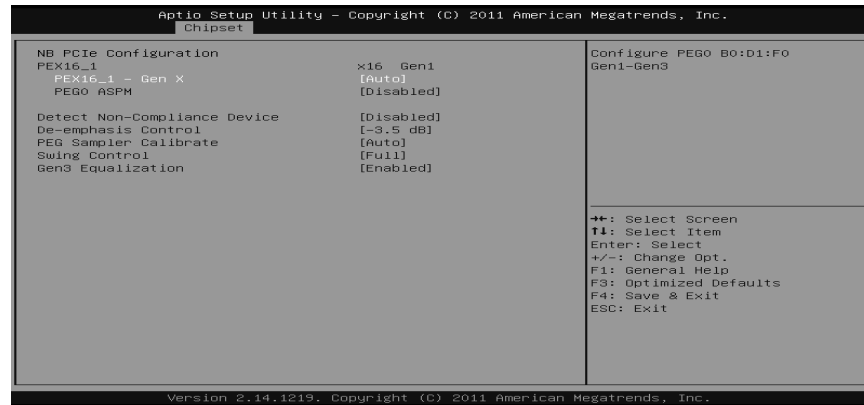 Aptio Setup Utility – Copyright (C) 2011 American Megatrends, Inc.
Chipset
NB PCIe Configuration
PEX16_1 x16 Gen1
PEX16_1 – Gen X [Auto]
PEG0 ASPM [Disabled]
Detect Non-Compliance Device [Disabled]
De-emphasis Control [-3.5 dB]
PEG Sampler Calibrate [Auto]
Swing Control [Full]
Gen3 Equalization [Enabled]
Configure PEG0 B0:D1:F0
Gen1-Gen3
→←: Select Screen
↑↓: Select Item
Enter: Select
+/-: Change Opt.
F1: General Help
F3: Optimized Defaults
F4: Save & Exit
ESC: Exit
Version 2.14.1219. Copyright (C) 2011 American Megatrends, Inc.